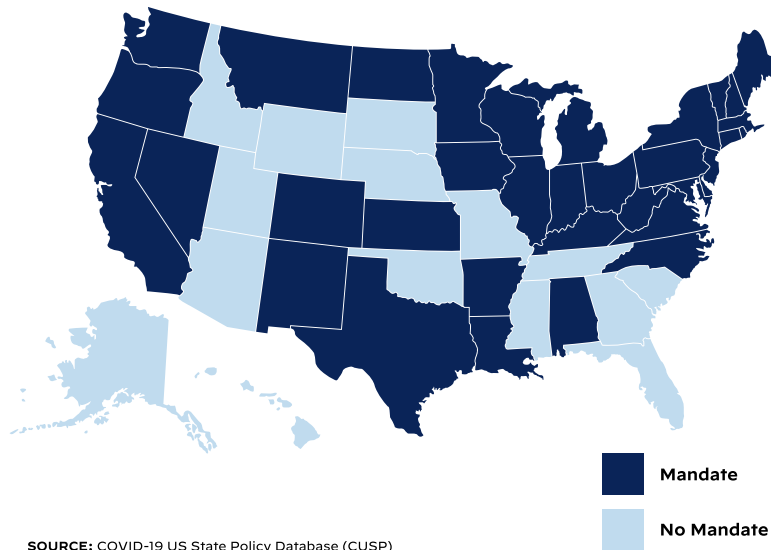 Mandate
No Mandate
SOURCE: COVID-19 US State Policy Database (CUSP)